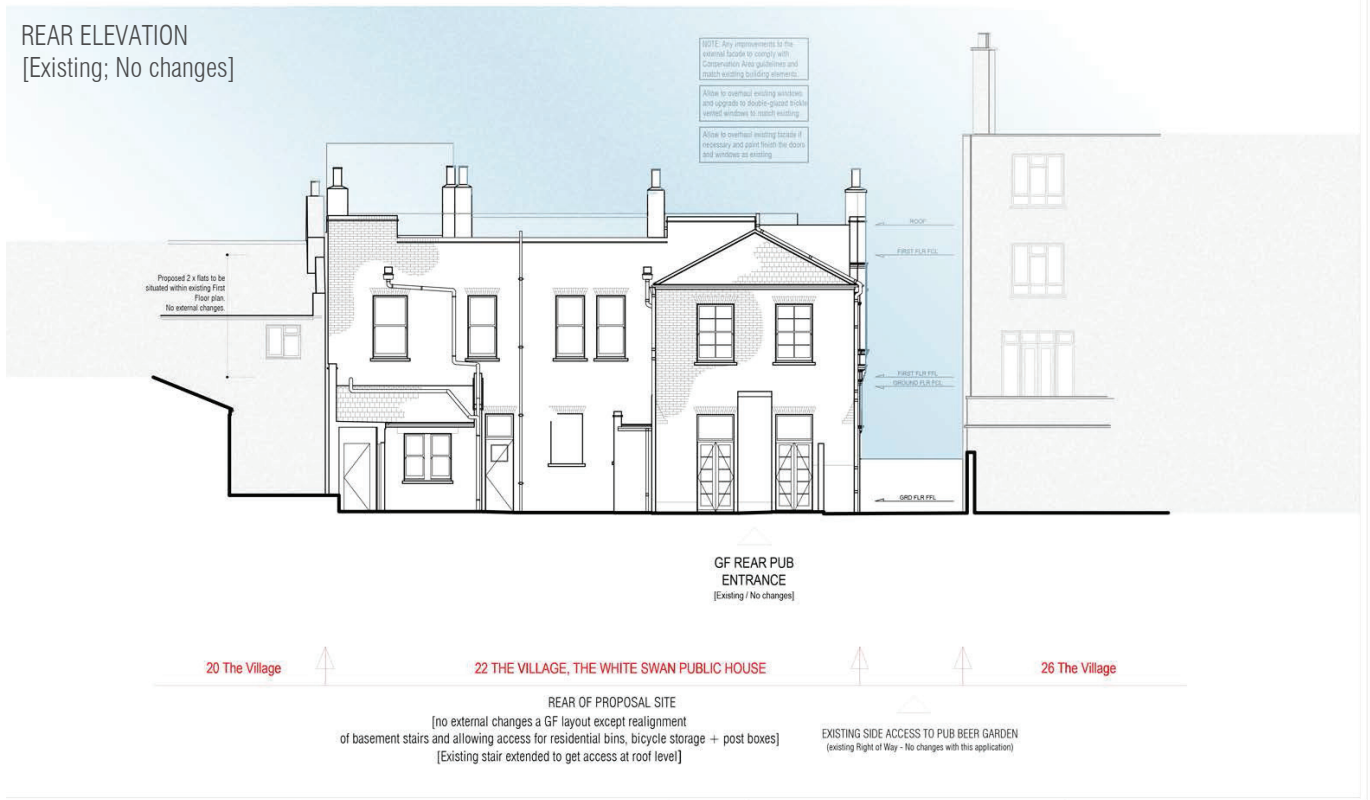 REAR ELEVATION
[Existing; No changes]
NOTE: Any improvements to the
external facade to comply with
Conservation Area guidelines and
match existing building elements.
Allow to overhaul existing windows
and upgrade to double-glazed trickle
vented windows to match existing.
Allow to overhaul existing facade if
necessary and paint finish the doors
and windows as existing
ROOF
FIRST FLR FCL
Proposed 2 x flats to be
situated within existing First
Floor plan.
No external changes.
FIRST FLR FFL
GROUND FLR FCL
GRD FLR FFL
GF REAR PUB
ENTRANCE
[Existing / No changes]
20 The Village
22 THE VILLAGE, THE WHITE SWAN PUBLIC HOUSE
26 The Village
REAR OF PROPOSAL SITE
[no external changes a GF layout except realignment
of basement stairs and allowing access for residential bins, bicycle storage + post boxes]
[Existing stair extended to get access at roof level]
EXISTING SIDE ACCESS TO PUB BEER GARDEN
(existing Right of Way - No changes with this application)